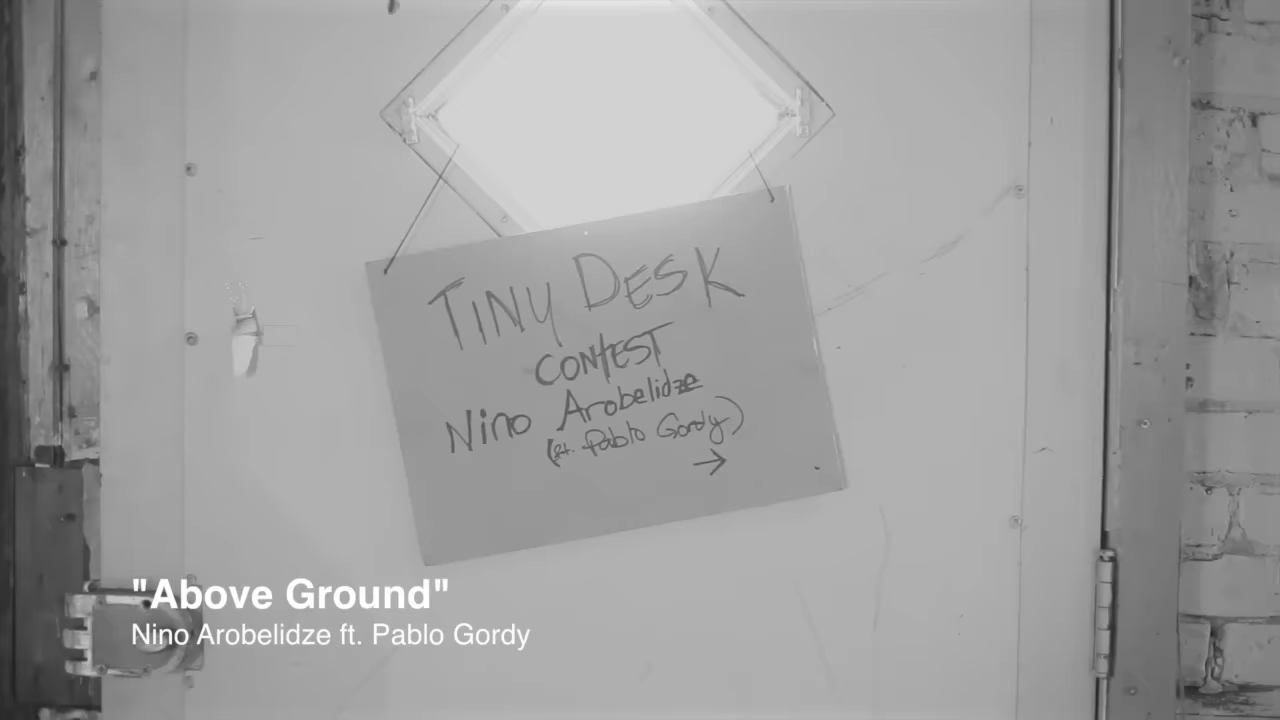 TINY DESK
CONTEST
Nino Arobelidze
(ft. Pablo Gordy)
→
"Above Ground"
Nino Arobelidze ft. Pablo Gordy